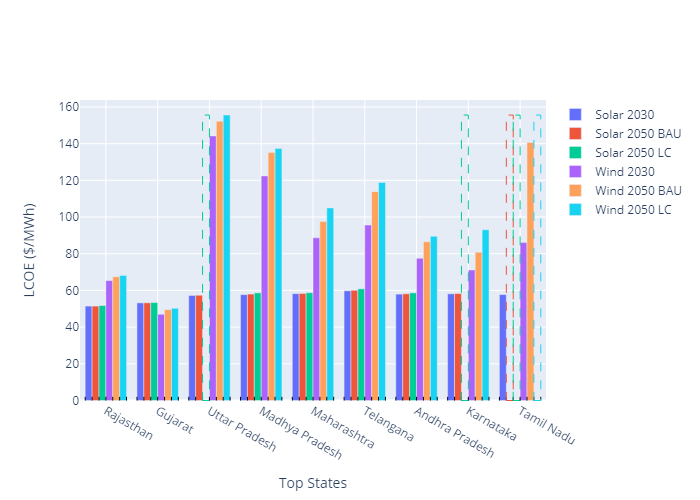 160
140
120
100
80
60
40
20
0
LCOE ($/MWh)
Rajasthan
Gujarat
Uttar Pradesh
Madhya Pradesh
Maharashtra
Telangana
Andhra Pradesh
Karnataka
Tamil Nadu
Top States
Solar 2030
Solar 2050 BAU
Solar 2050 LC
Wind 2030
Wind 2050 BAU
Wind 2050 LC